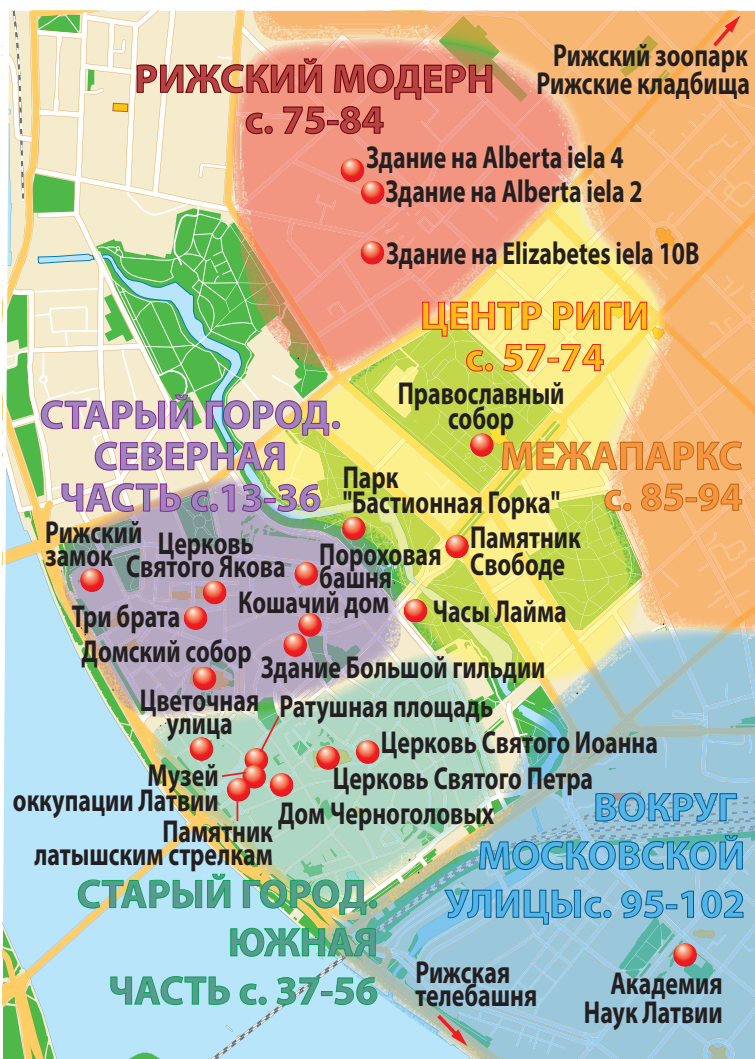 Рижский зоопарк
Рижские кладбища
РИЖСКИЙ МОДЕРН
с. 75-84
Здание на Alberta iela 4
Здание на Alberta iela 2
Здание на Elizabetes iela 10B
ЦЕНТР РИГИ
с. 57-74
Православный
собор
СТАРЫЙ ГОРОД.
СЕВЕРНАЯ
ЧАСТЬ с.13-36
МЕЖАПАРКС
с. 85-94
Парк
"Бастионная Горка"
Рижский
замок
Церковь
Святого Якова
Пороховая
башня
Памятник
Свободе
Три брата
Кошачий дом
Часы Лайма
Домский собор
Здание Большой гильдии
Цветочная
улица
Ратушная площадь
Церковь Святого Иоанна
Музей
оккупации Латвии
Церковь Святого Петра
Дом Черноголовых
Памятник
латышским стрелкам
ВОКРУГ
МОСКОВСКОЙ
УЛИЦЫс. 95-102
СТАРЫЙ ГОРОД.
ЮЖНАЯ
ЧАСТЬ с. 37-56
Рижская
телебашня
Академия
Наук Латвии